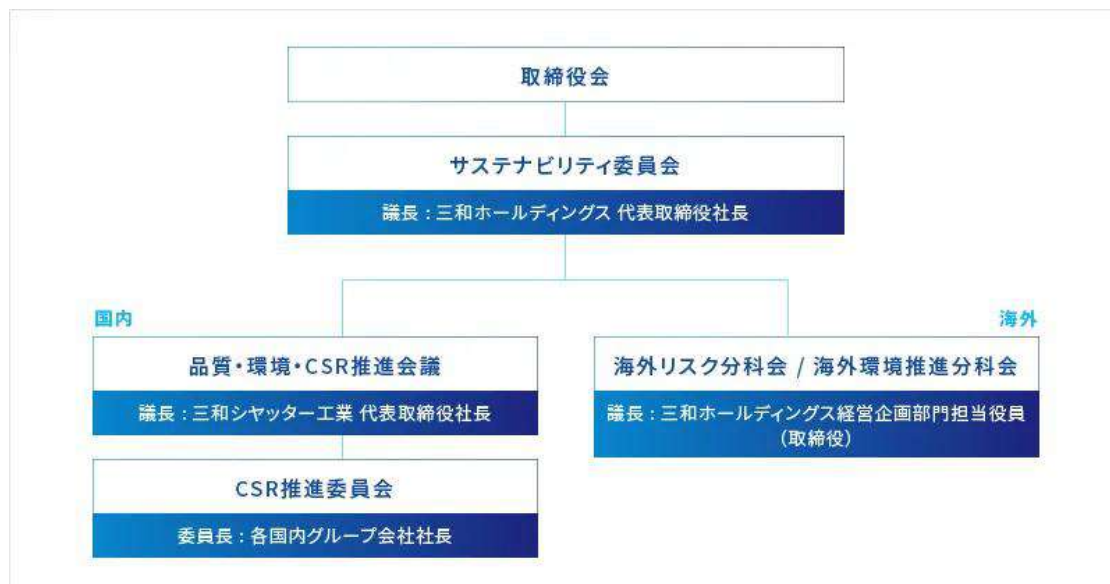 取締役会
サステナビリティ委員会
議長：三和ホールディングス 代表取締役社長
国内
海外
品質・環境・CSR推進会議
議長：三和シヤッター工業 代表取締役社長
海外リスク分科会 / 海外環境推進分科会
議長：三和ホールディングス経営企画部門担当役員
（取締役）
CSR推進委員会
委員長：各国内グループ会社社長